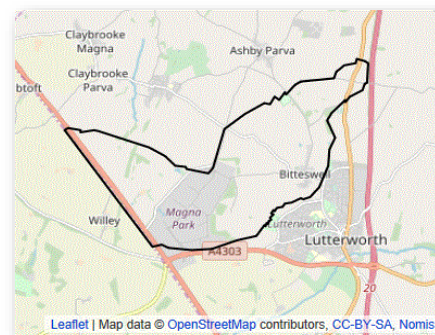 Claybrooke
Magna
Ashby Parva
Claybrooke
Parva
btoft
Bitteswell
Willey
Magna
Park
Lutterworth
Lutterworth
A4303
20
Leaflet | Map data © OpenStreetMap contributors, CC-BY-SA, Nomis